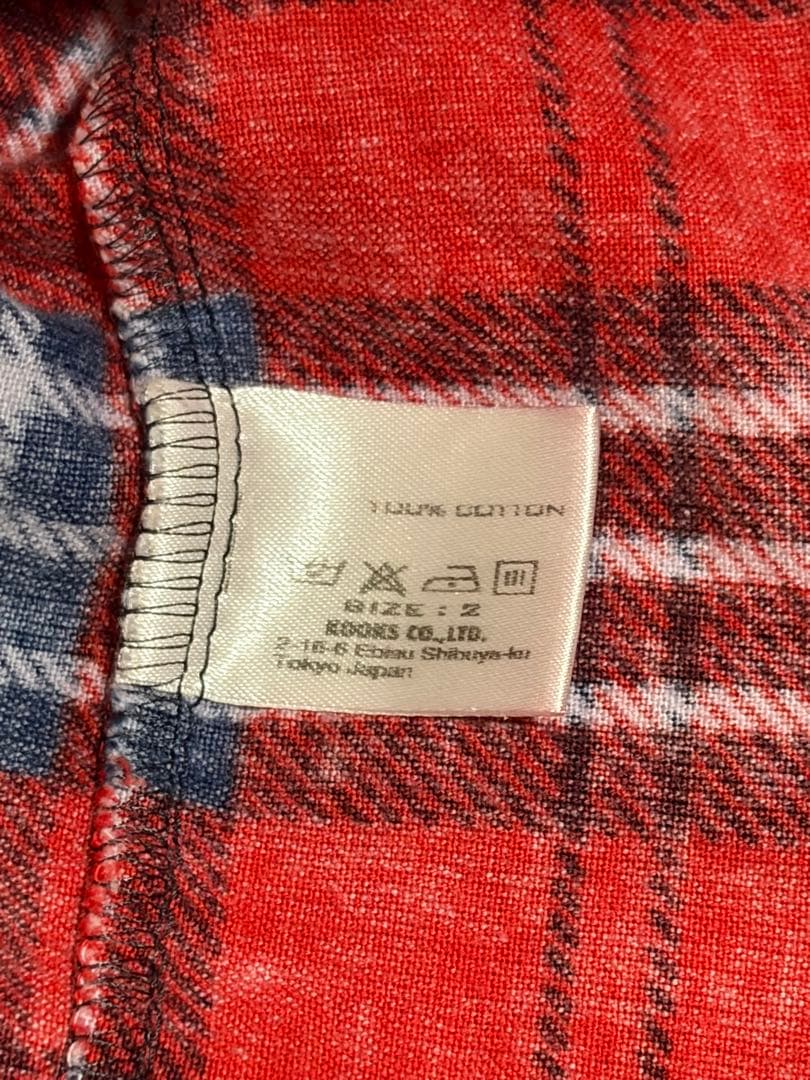 100% COTTON
SIZE : 2
KOOKS CO.,LTD.
2-16-6 Ebisu Shibuya-ku
Tokyo Japan